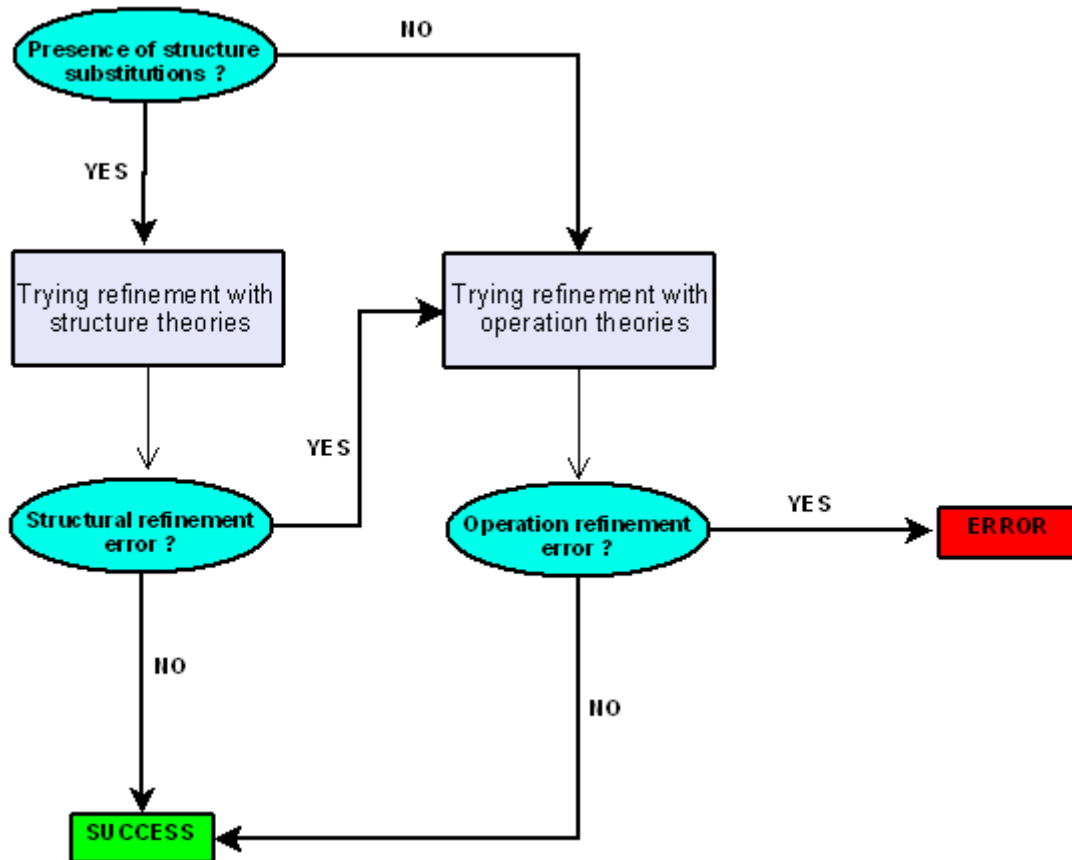 NO
Presence of structure
substitutions ?
YES
Trying refinement with
structure theories
Trying refinement with
operation theories
YES
Structural refinement
error ?
Operation refinement
error ?
YES
ERROR
NO
NO
SUCCESS